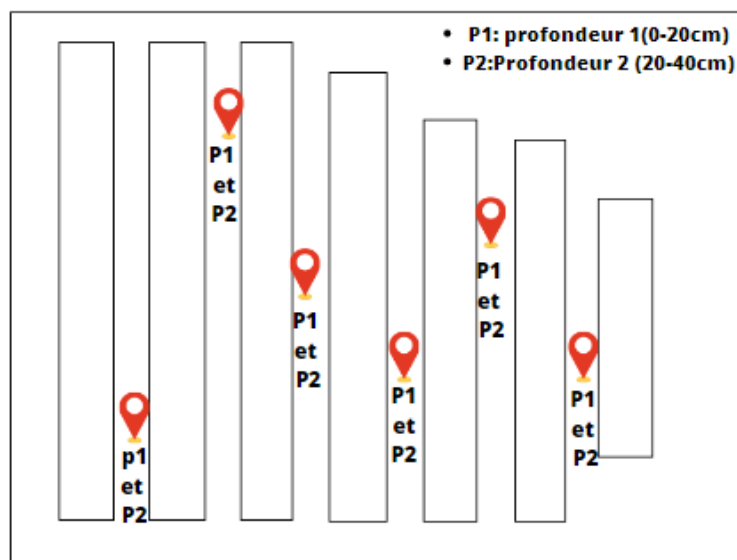 • P1: profondeur 1(0-20cm)
• P2:Profondeur 2 (20-40cm)
P1
et
P2
P1
et
P2
P1
et
P2
P1
et
P2
P1
et
P2
p1
et
P2